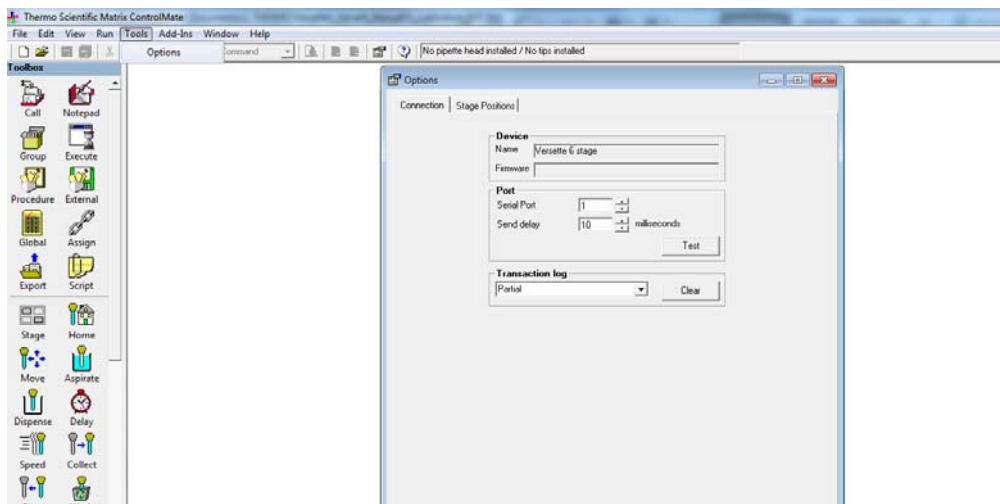 Thermo Scientific Matrix ControlMate
File Edit View Run Tools Add-Ins Window Help
Options
No pipette head installed / No tips installed
Toolbox
Call Notepad
Group Execute
Procedure External
Global Assign
Export Script
Stage Home
Move Aspirate
Dispense Delay
Speed Collect
Options
Connection Stage Positions
Device
Name Versette 6 stage
Firmware
Port
Serial Port 1
Send delay 10 milliseconds
Test
Transaction log
Partial Clear